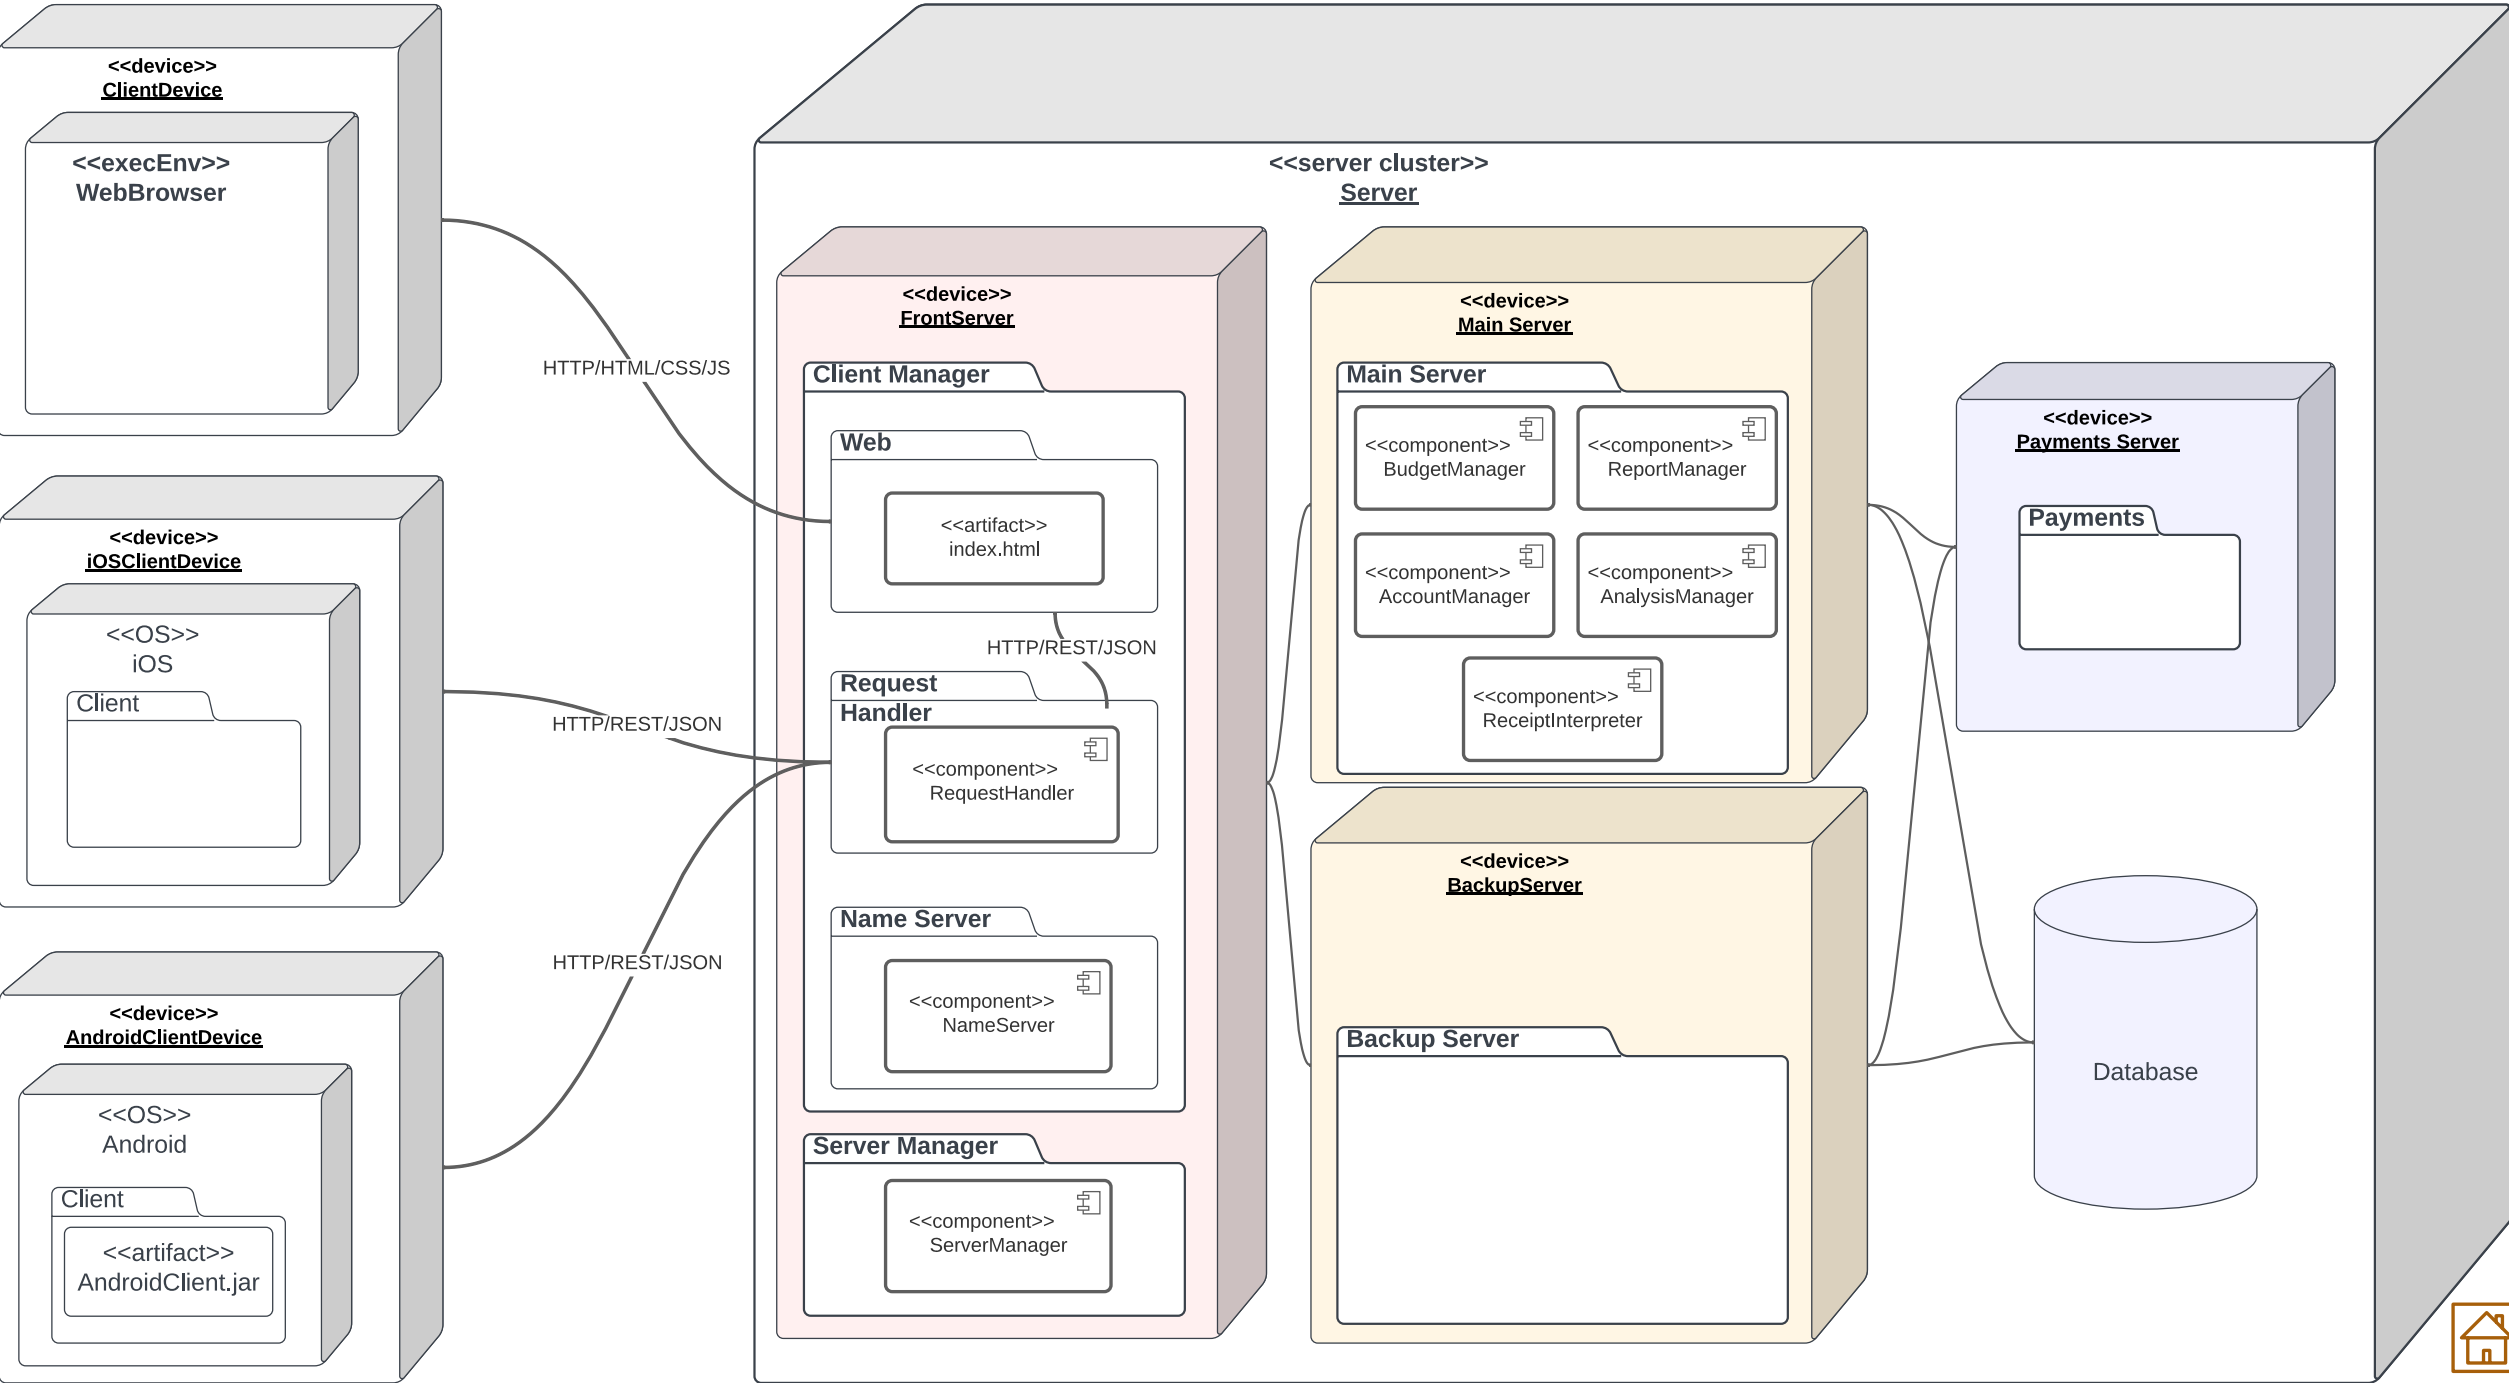 <<device>>
ClientDevice
<<execEnv>>
WebBrowser
<<device>>
iOSClientDevice
<<OS>>
iOS
Client
<<device>>
AndroidClientDevice
<<OS>>
Android
Client
<<artifact>>
AndroidClient.jar
HTTP/HTML/CSS/JS
HTTP/REST/JSON
HTTP/REST/JSON
<<server cluster>>
Server
<<device>>
FrontServer
Client Manager
Web
<<artifact>>
index.html
HTTP/REST/JSON
Request
Handler
<<component>>
RequestHandler
Name Server
<<component>>
NameServer
Server Manager
<<component>>
ServerManager
<<device>>
Main Server
Main Server
<<component>>
BudgetManager
<<component>>
ReportManager
<<component>>
AccountManager
<<component>>
AnalysisManager
<<component>>
ReceiptInterpreter
<<device>>
BackupServer
Backup Server
<<device>>
Payments Server
Payments
Database